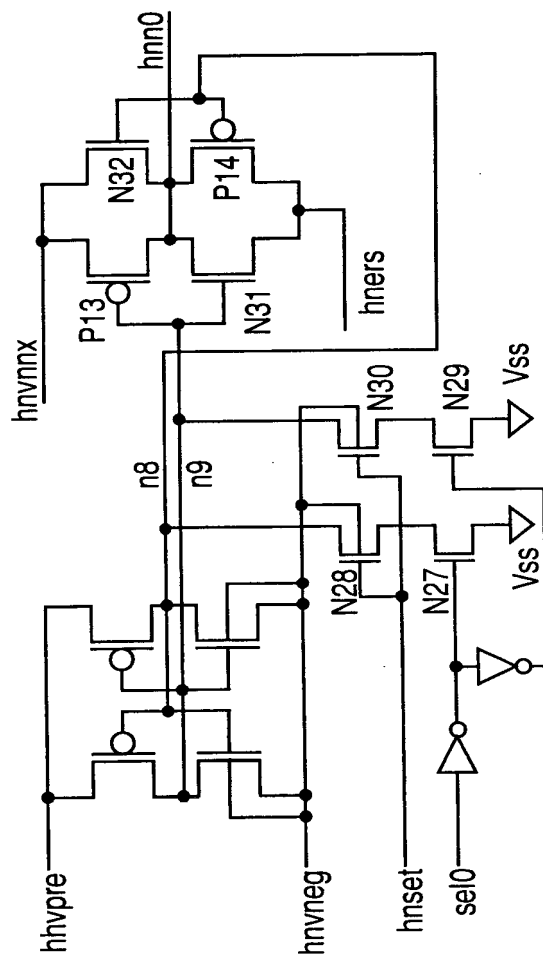 hnvnnx
hnn0
N32
P13
P14
N31
hners
n8
n9
N30
N29
Vss
N28
N27
Vss
hhvpre
hnvneg
hnset
sel0